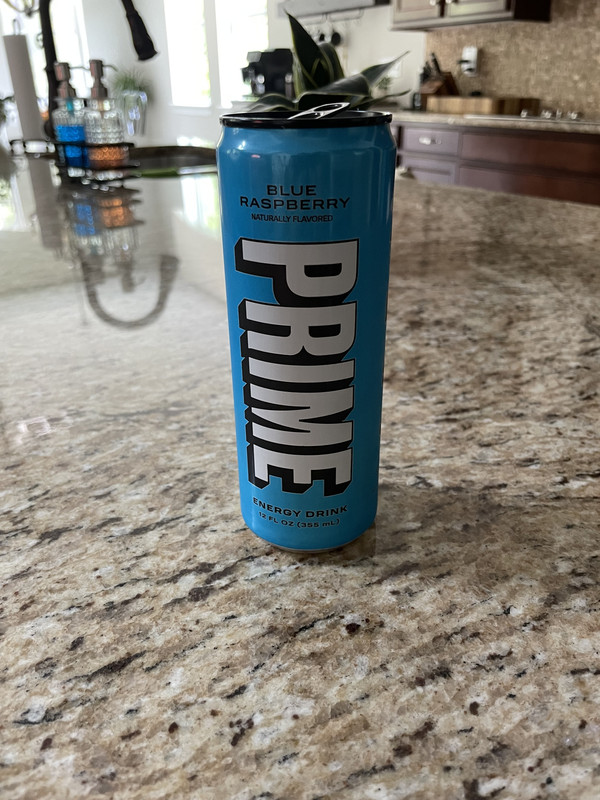 BLUE
RASPBERRY
NATURALLY FLAVORED
PRIME
ENERGY DRINK
12 FL OZ (355 mL)